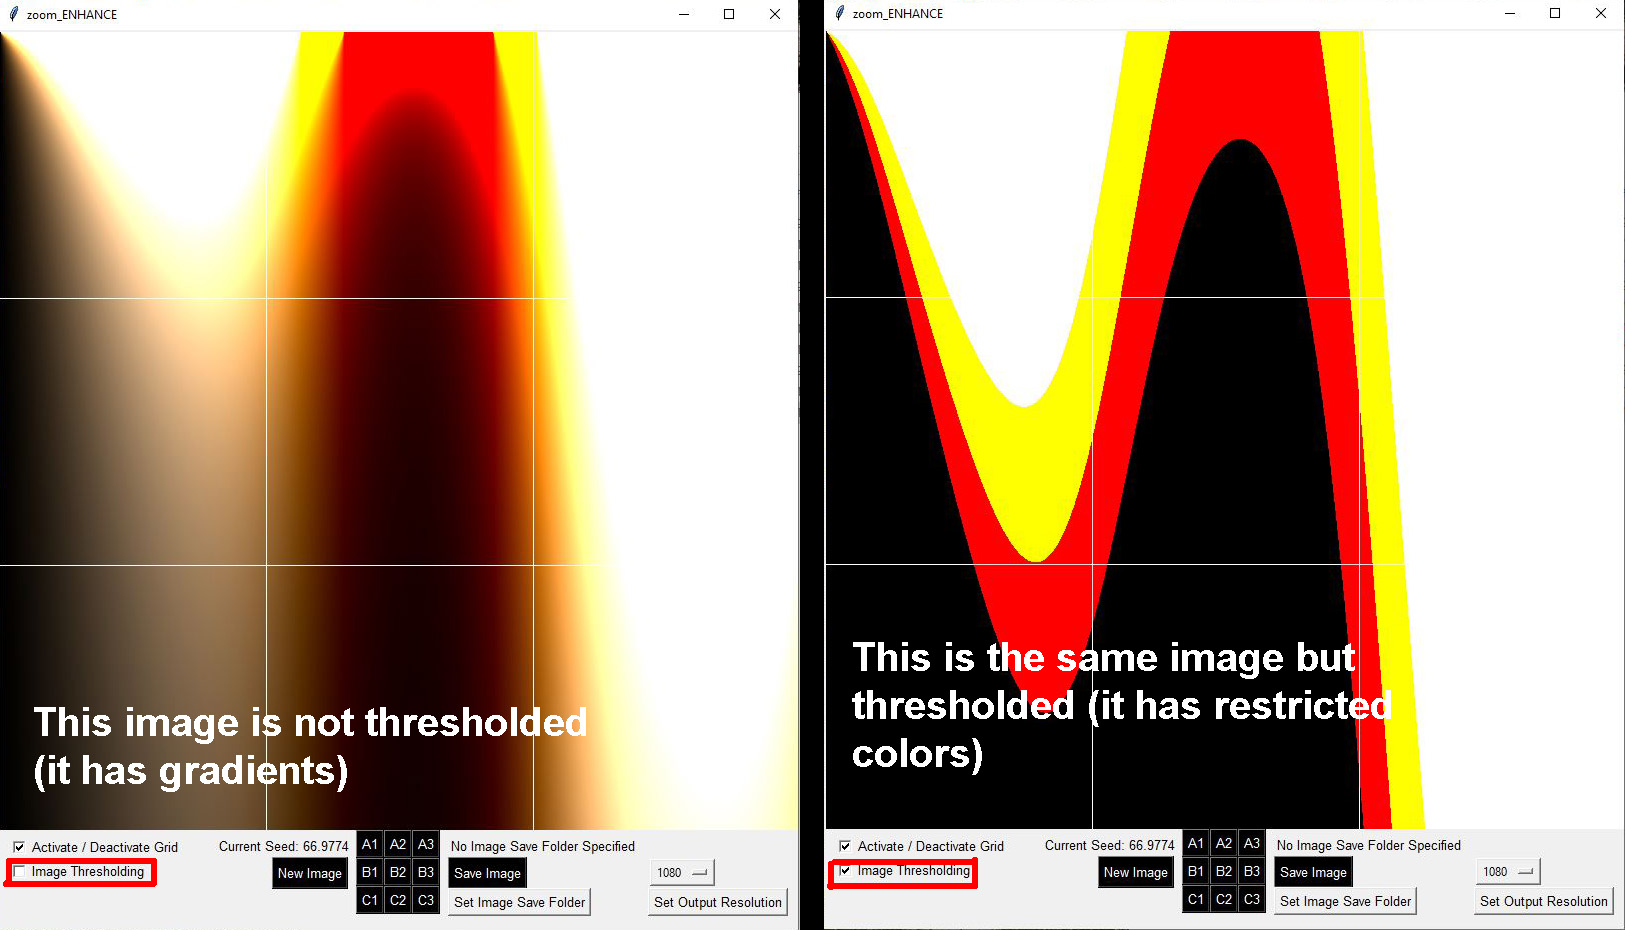 zoom_ENHANCE
This image is not thresholded
(it has gradients)
Activate / Deactivate Grid
Image Thresholding
Current Seed: 66.9774
New Image
A1 A2 A3
B1 B2 B3
C1 C2 C3
No Image Save Folder Specified
Save Image
Set Image Save Folder
1080
Set Output Resolution
zoom_ENHANCE
This is the same image but
thresholded (it has restricted
colors)
Activate / Deactivate Grid
Image Thresholding
Current Seed: 66.9774
New Image
A1 A2 A3
B1 B2 B3
C1 C2 C3
No Image Save Folder Specified
Save Image
Set Image Save Folder
1080
Set Output Resolution